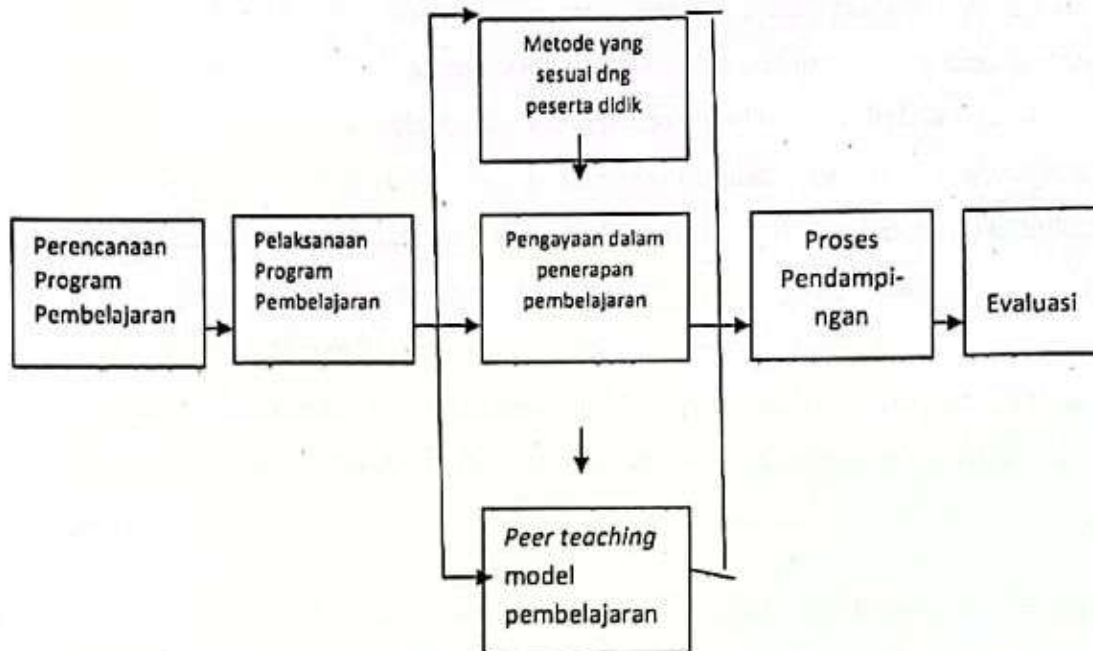 Metode yang
sesual dng
peserta didik
Perencanaan
Program
Pembelajaran
Pelaksanaan
Program
Pembelajaran
Pengayaan dalam
penerapan
pembelajaran
Proses
Pendampi-
ngan
Evaluasi
Peer teaching
model
pembelajaran